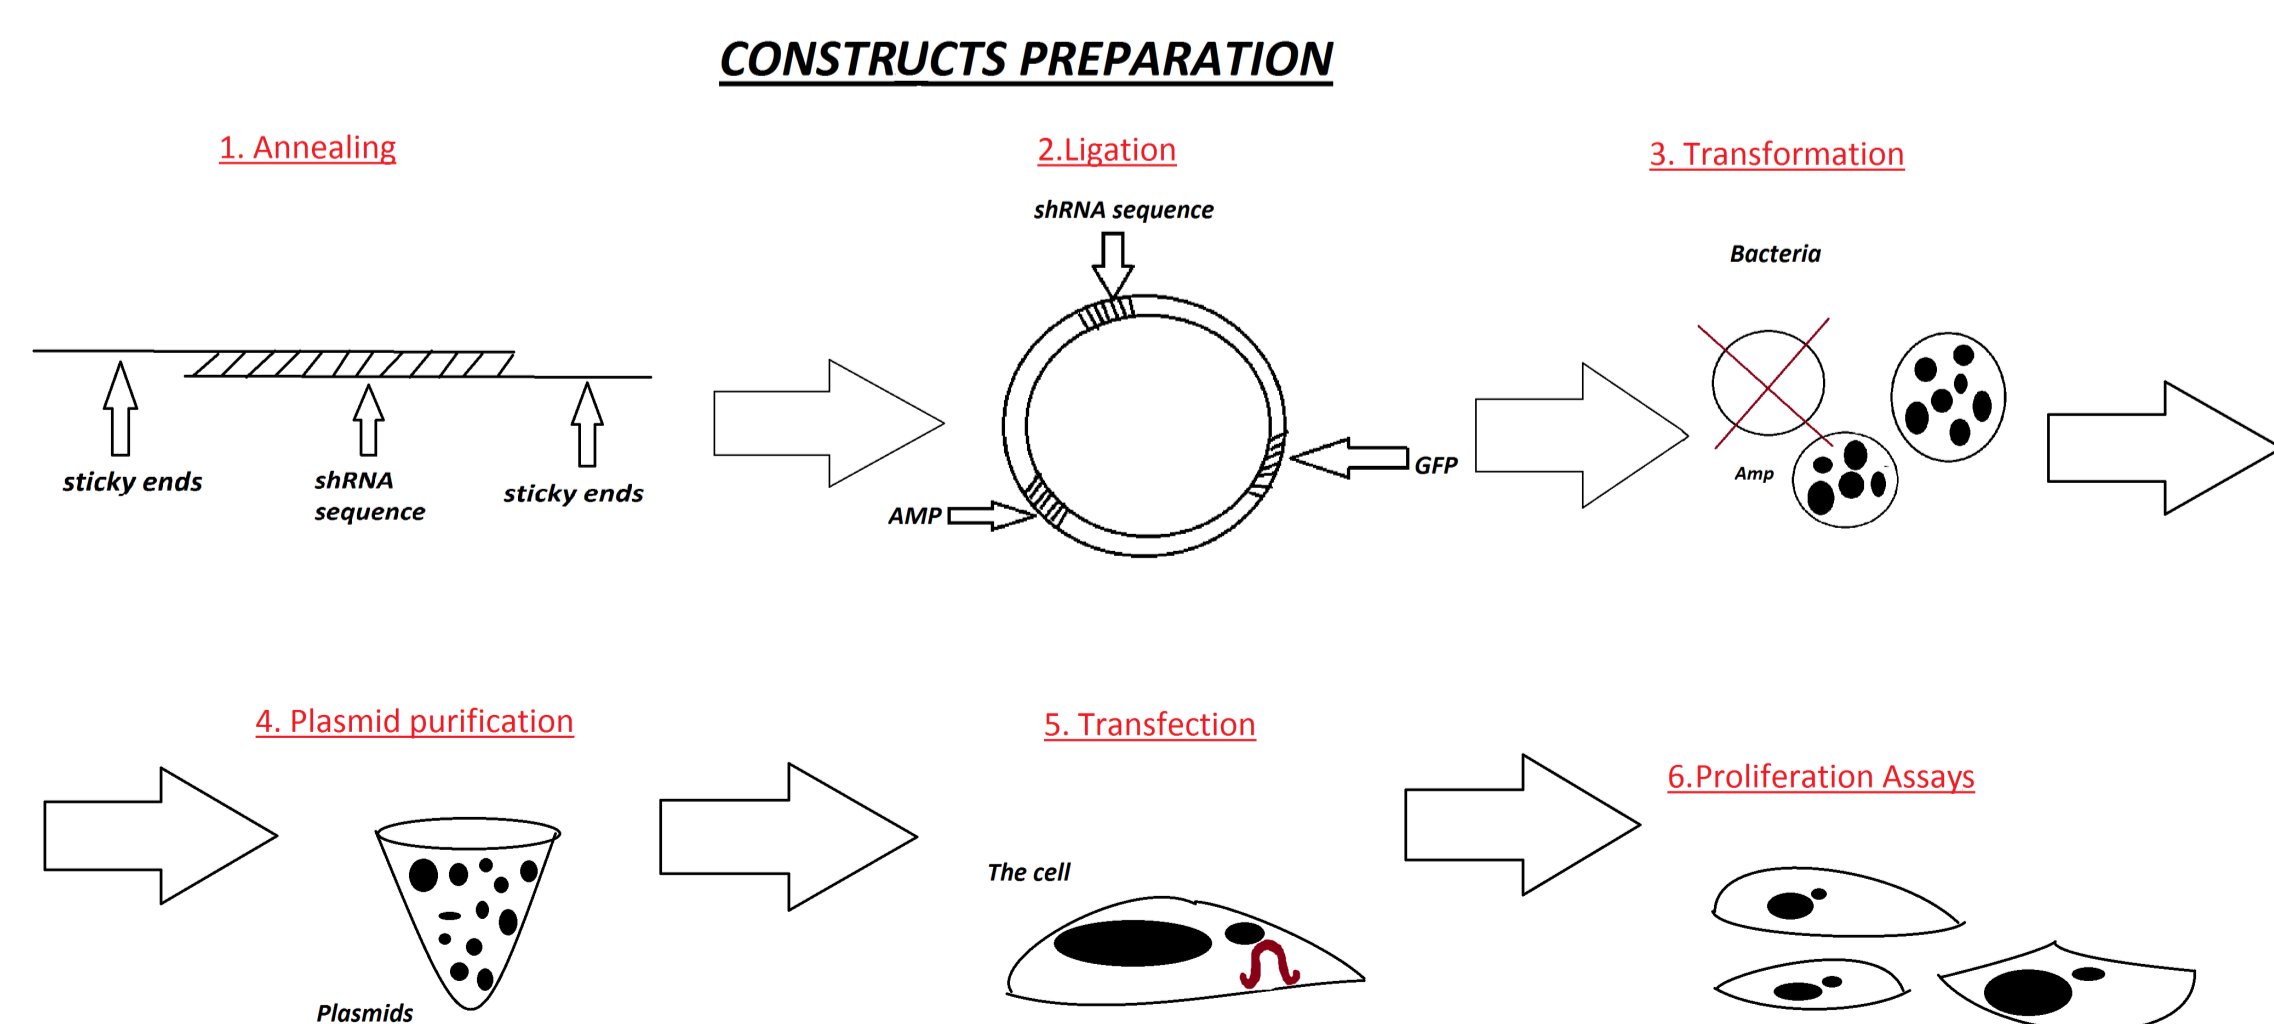 CONSTRUCTS PREPARATION
1. Annealing
2.Ligation
3. Transformation
shRNA sequence
Bacteria
sticky ends
shRNA
sequence
sticky ends
AMP
GFP
Amp
4. Plasmid purification
5. Transfection
6.Proliferation Assays
The cell
Plasmids